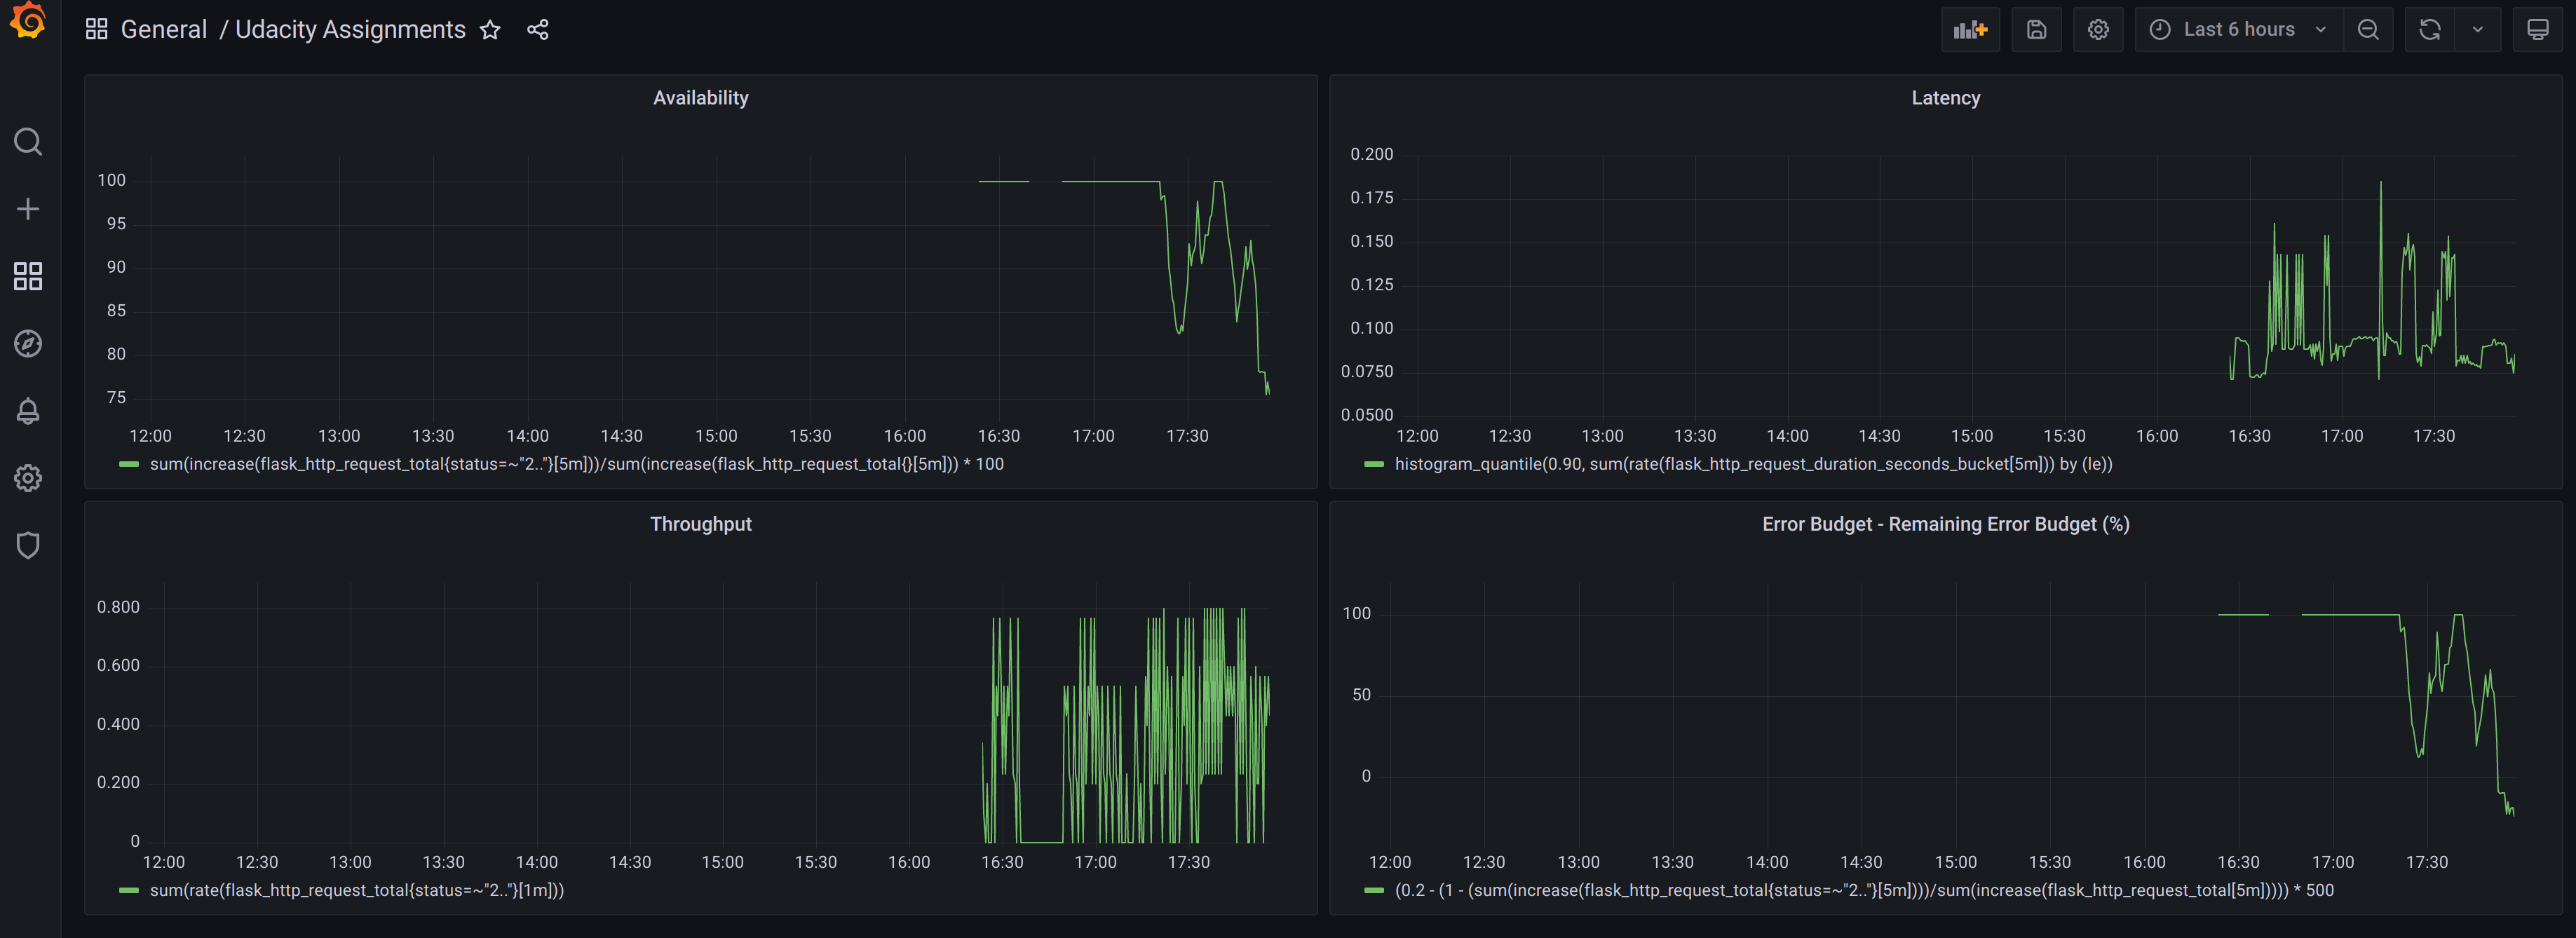 General / Udacity Assignments
Last 6 hours
Availability
100
95
90
85
80
75
12:00 12:30 13:00 13:30 14:00 14:30 15:00 15:30 16:00 16:30 17:00 17:30
sum(increase(flask_http_request_total{status=~"2.."}[5m]))/sum(increase(flask_http_request_total{}[5m])) * 100
Latency
0.200
0.175
0.150
0.125
0.100
0.0750
0.0500
12:00 12:30 13:00 13:30 14:00 14:30 15:00 15:30 16:00 16:30 17:00 17:30
histogram_quantile(0.90, sum(rate(flask_http_request_duration_seconds_bucket[5m])) by (le))
Throughput
0.800
0.600
0.400
0.200
0
12:00 12:30 13:00 13:30 14:00 14:30 15:00 15:30 16:00 16:30 17:00 17:30
sum(rate(flask_http_request_total{status=~"2.."}[1m]))
Error Budget - Remaining Error Budget (%)
100
50
0
12:00 12:30 13:00 13:30 14:00 14:30 15:00 15:30 16:00 16:30 17:00 17:30
(0.2 - (1 - (sum(increase(flask_http_request_total{status=~"2.."}[5m])))/sum(increase(flask_http_request_total[5m])))) * 500